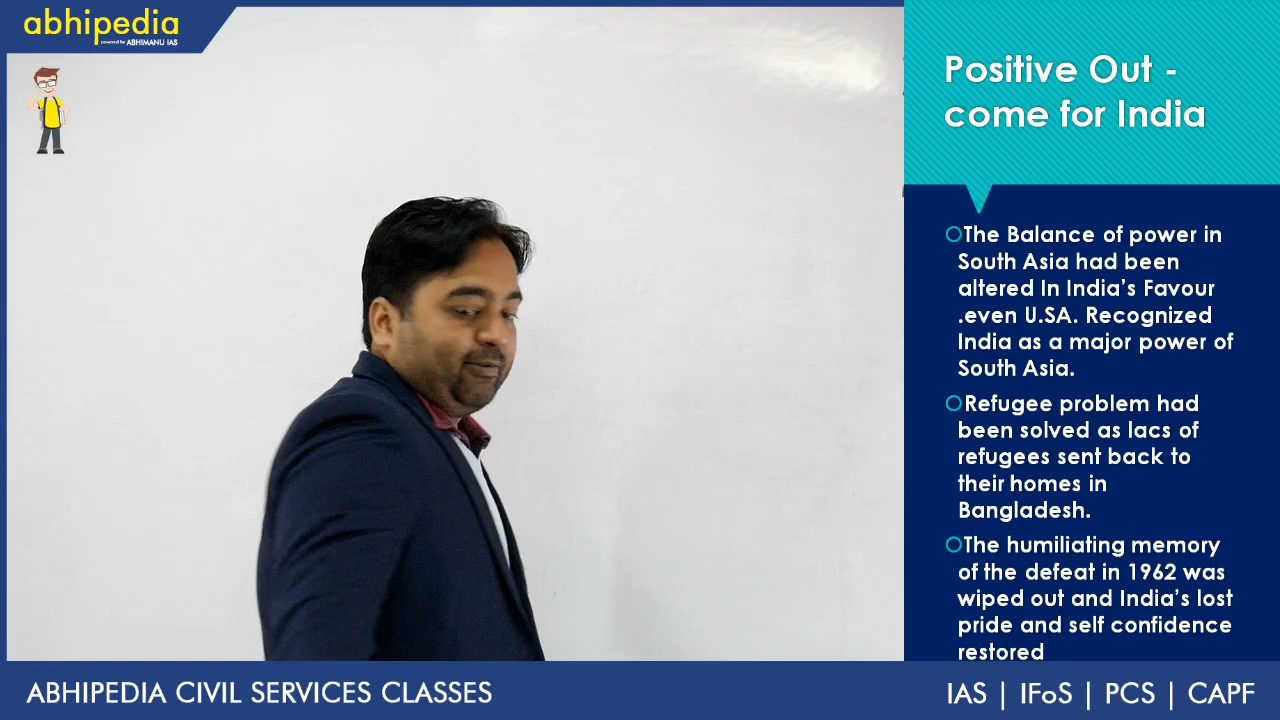 abhipedia
powered by ABHIMANU IAS
Positive Out -
come for India
The Balance of power in
South Asia had been
altered In India's Favour
.even U.SA. Recognized
India as a major power of
South Asia.
Refugee problem had
been solved as lacs of
refugees sent back to
their homes in
Bangladesh.
The humiliating memory
of the defeat in 1962 was
wiped out and India's lost
pride and self confidence
restored
ABHIPEDIA CIVIL SERVICES CLASSES
IAS | IFoS | PCS | CAPF